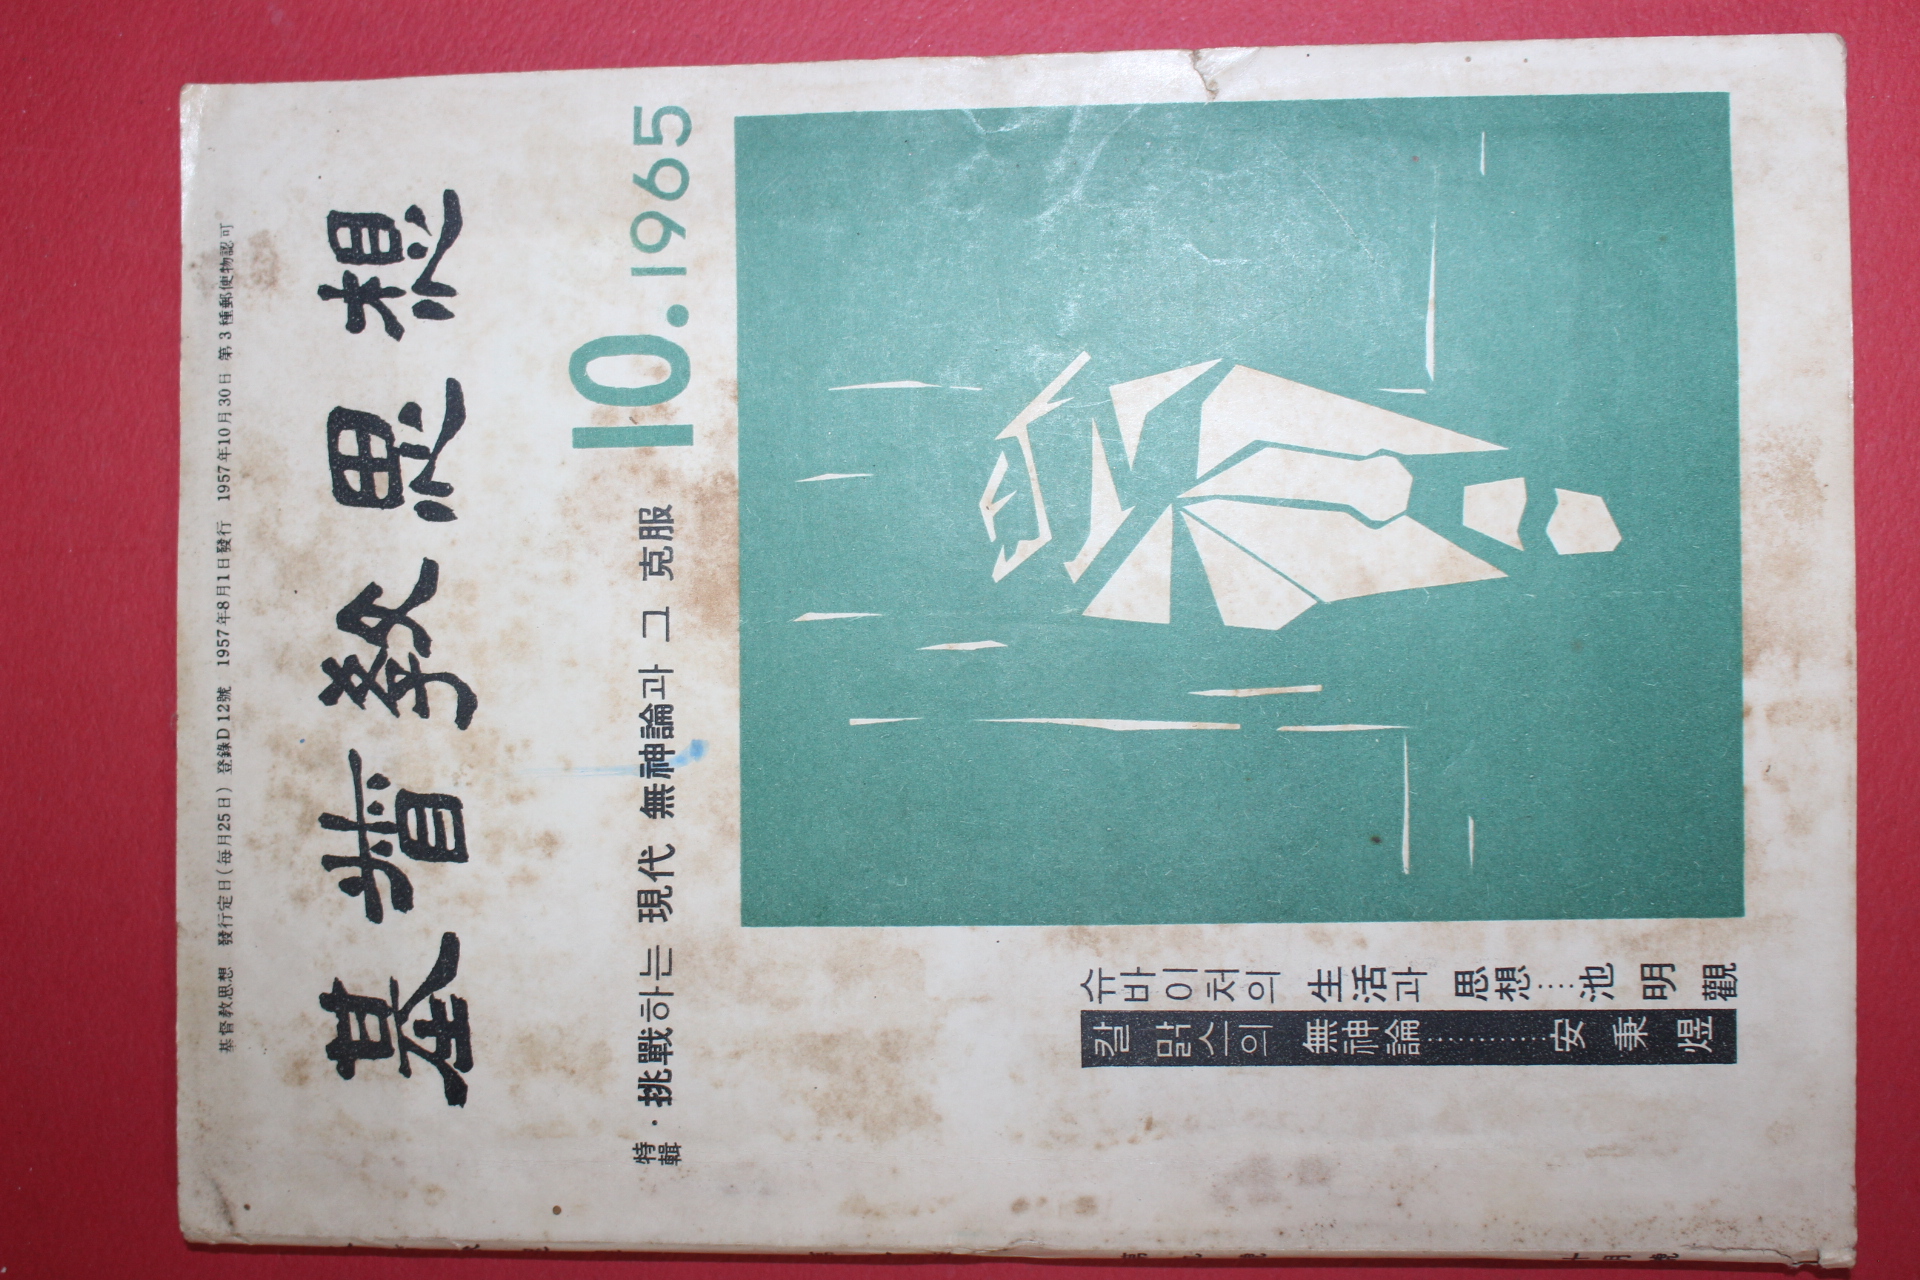 基督教思想 發行定日(每月25日) 登錄D12號 1957年8月1日發行 1957年10月30日 第3種郵便物認可
基督敎思想
10.1965
特輯·挑戰하는 現代 無神論과 그 克服
슈바이처의 生活과 思想……池明觀
칼 맑스의 無神論…………安秉煜